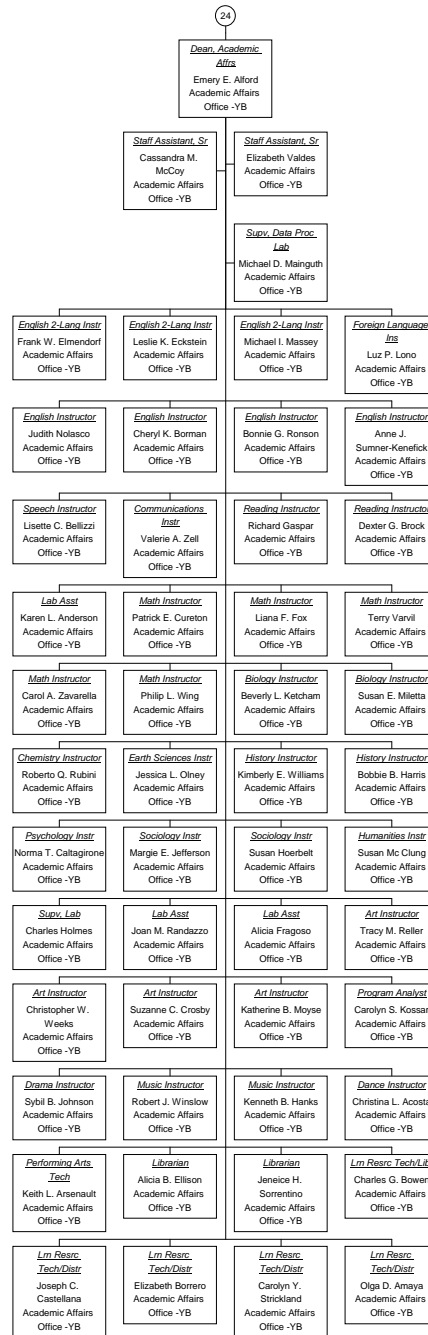 24
Dean, Academic
Affrs
Emery E. Alford
Academic Affairs
Office -YB
Staff Assistant, Sr
Cassandra M.
McCoy
Academic Affairs
Office -YB
Staff Assistant, Sr
Elizabeth Valdes
Academic Affairs
Office -YB
Supv, Data Proc
Lab
Michael D. Mainguth
Academic Affairs
Office -YB
English 2-Lang Instr
Frank W. Elmendorf
Academic Affairs
Office -YB
English 2-Lang Instr
Leslie K. Eckstein
Academic Affairs
Office -YB
English 2-Lang Instr
Michael I. Massey
Academic Affairs
Office -YB
Foreign Language
Ins
Luz P. Lono
Academic Affairs
Office -YB
English Instructor
Judith Nolasco
Academic Affairs
Office -YB
English Instructor
Cheryl K. Borman
Academic Affairs
Office -YB
English Instructor
Bonnie G. Ronson
Academic Affairs
Office -YB
English Instructor
Anne J.
Sumner-Kenefick
Academic Affairs
Office -YB
Speech Instructor
Lisette C. Bellizzi
Academic Affairs
Office -YB
Communications
Instr
Valerie A. Zell
Academic Affairs
Office -YB
Reading Instructor
Richard Gaspar
Academic Affairs
Office -YB
Reading Instructor
Dexter G. Brock
Academic Affairs
Office -YB
Lab Asst
Karen L. Anderson
Academic Affairs
Office -YB
Math Instructor
Patrick E. Cureton
Academic Affairs
Office -YB
Math Instructor
Liana F. Fox
Academic Affairs
Office -YB
Math Instructor
Terry Varvil
Academic Affairs
Office -YB
Math Instructor
Carol A. Zavarella
Academic Affairs
Office -YB
Math Instructor
Philip L. Wing
Academic Affairs
Office -YB
Biology Instructor
Beverly L. Ketcham
Academic Affairs
Office -YB
Biology Instructor
Susan E. Miletta
Academic Affairs
Office -YB
Chemistry Instructor
Roberto Q. Rubini
Academic Affairs
Office -YB
Earth Sciences Instr
Jessica L. Olney
Academic Affairs
Office -YB
History Instructor
Kimberly E. Williams
Academic Affairs
Office -YB
History Instructor
Bobbie B. Harris
Academic Affairs
Office -YB
Psychology Instr
Norma T. Caltagirone
Academic Affairs
Office -YB
Sociology Instr
Margie E. Jefferson
Academic Affairs
Office -YB
Sociology Instr
Susan Hoerbelt
Academic Affairs
Office -YB
Humanities Instr
Susan Mc Clung
Academic Affairs
Office -YB
Supv, Lab
Charles Holmes
Academic Affairs
Office -YB
Lab Asst
Joan M. Randazzo
Academic Affairs
Office -YB
Lab Asst
Alicia Fragoso
Academic Affairs
Office -YB
Art Instructor
Tracy M. Reller
Academic Affairs
Office -YB
Art Instructor
Christopher W.
Weeks
Academic Affairs
Office -YB
Art Instructor
Suzanne C. Crosby
Academic Affairs
Office -YB
Art Instructor
Katherine B. Moyse
Academic Affairs
Office -YB
Program Analyst
Carolyn S. Kossar
Academic Affairs
Office -YB
Drama Instructor
Sybil B. Johnson
Academic Affairs
Office -YB
Music Instructor
Robert J. Winslow
Academic Affairs
Office -YB
Music Instructor
Kenneth B. Hanks
Academic Affairs
Office -YB
Dance Instructor
Christina L. Acosta
Academic Affairs
Office -YB
Performing Arts
Tech
Keith L. Arsenault
Academic Affairs
Office -YB
Librarian
Alicia B. Ellison
Academic Affairs
Office -YB
Librarian
Jeneice H.
Sorrentino
Academic Affairs
Office -YB
Lrn Resrc Tech/Lib
Charles G. Bowen
Academic Affairs
Office -YB
Lrn Resrc
Tech/Distr
Joseph C.
Castellana
Academic Affairs
Office -YB
Lrn Resrc
Tech/Distr
Elizabeth Borrero
Academic Affairs
Office -YB
Lrn Resrc
Tech/Distr
Carolyn Y.
Strickland
Academic Affairs
Office -YB
Lrn Resrc
Tech/Distr
Olga D. Amaya
Academic Affairs
Office -YB